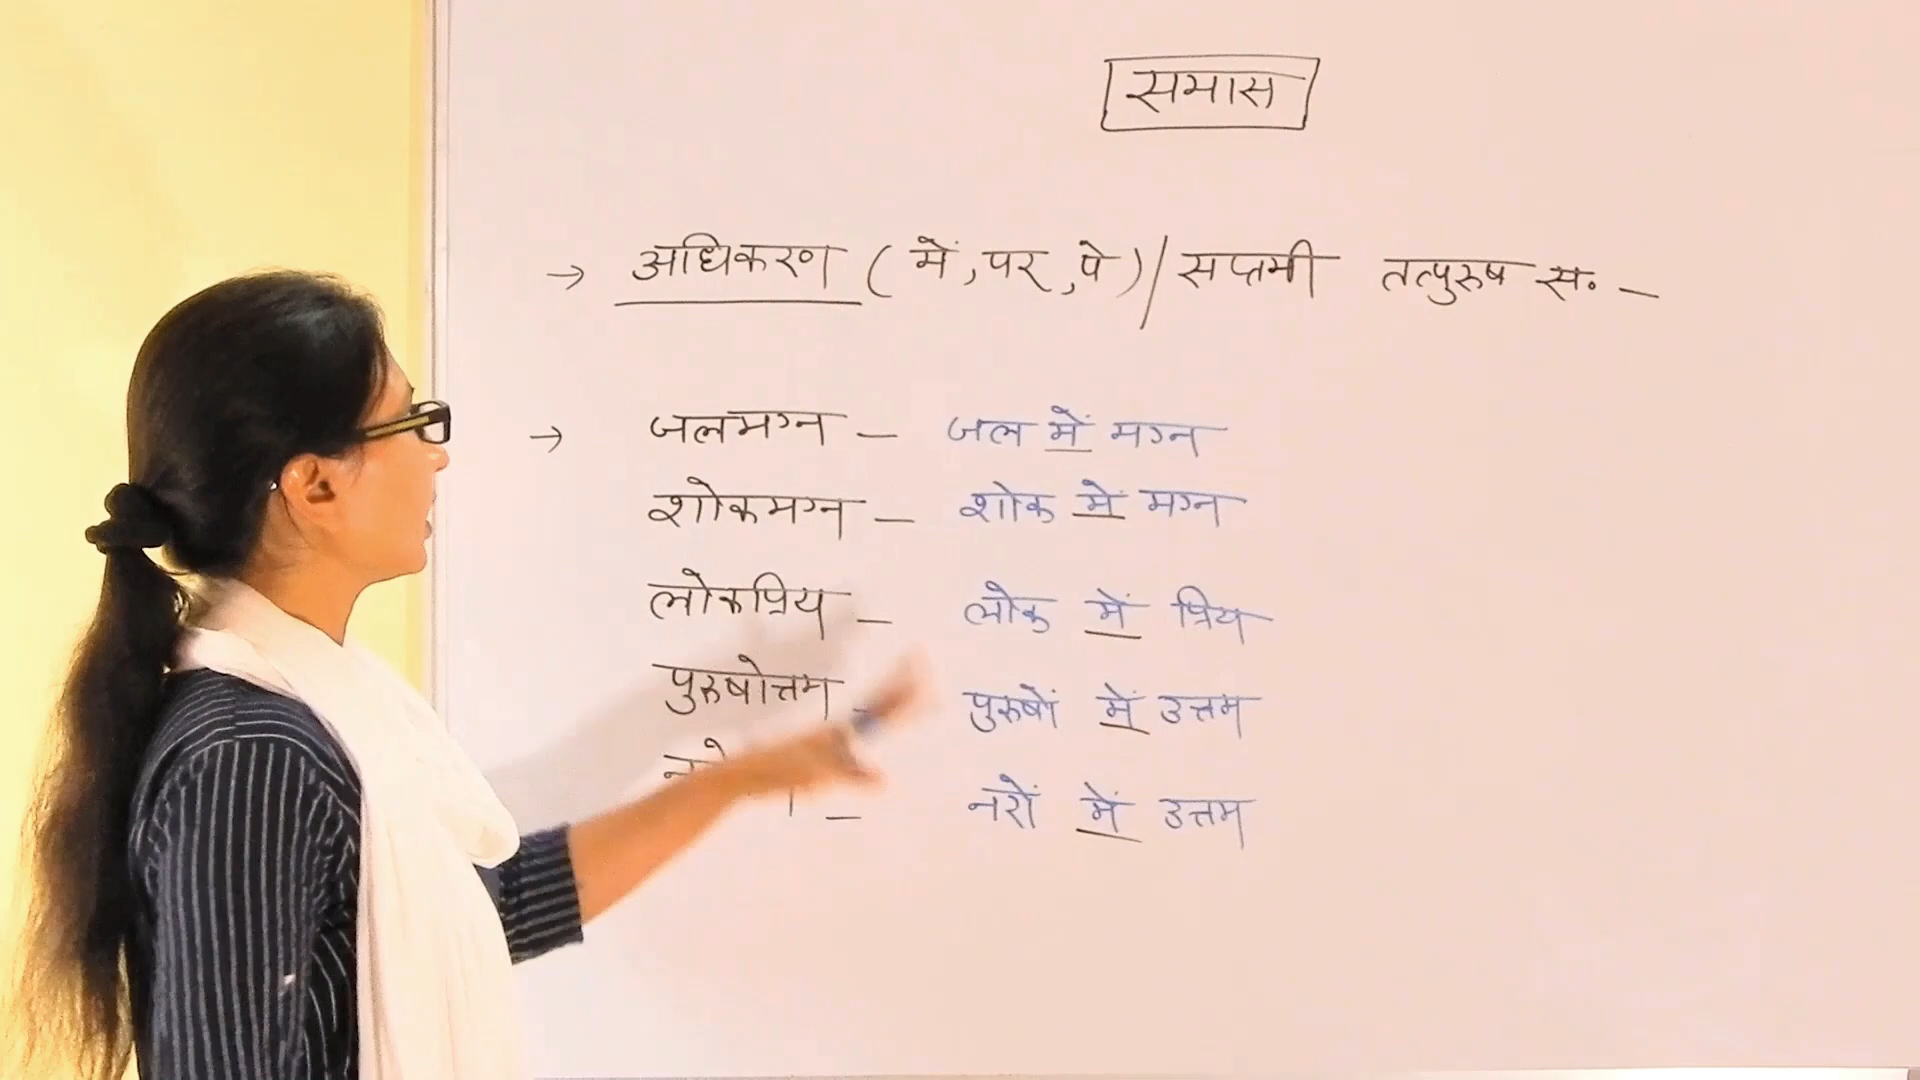 समास
→ अधिकरण (में, पर, पे) / सप्तमी तत्पुरुष स. –
→ जलमग्न – जल में मग्न
शोकमग्न – शोक में मग्न
लोकप्रिय – लोक में प्रिय
पुरुषोत्तम – पुरुषों में उत्तम
– नरों में उत्तम